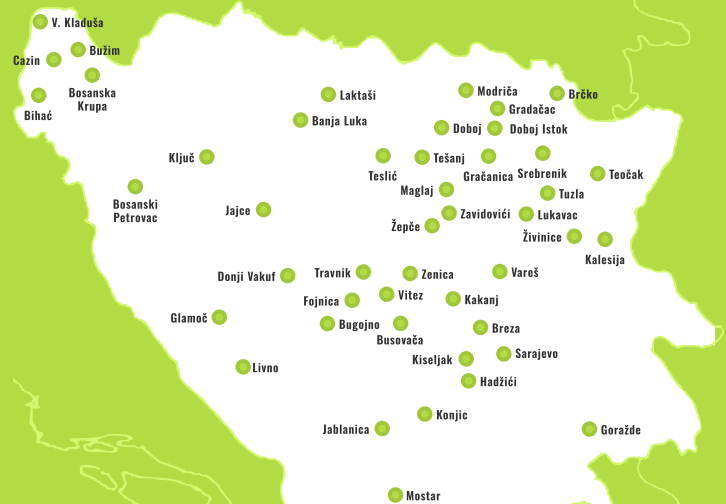 V. Kladuša
Bužim
Cazin
Bosanska
Krupa
Bihać
Laktaši
Modriča
Brčko
Gradačac
Banja Luka
Doboj
Doboj Istok
Ključ
Teslić
Tešanj
Gračanica
Srebrenik
Teočak
Maglaj
Tuzla
Bosanski
Petrovac
Jajce
Zavidovići
Lukavac
Žepče
Živinice
Kalesija
Donji Vakuf
Travnik
Zenica
Vareš
Fojnica
Vitez
Kakanj
Glamoč
Bugojno
Busovača
Breza
Kiseljak
Sarajevo
Livno
Hadžići
Konjic
Jablanica
Goražde
Mostar